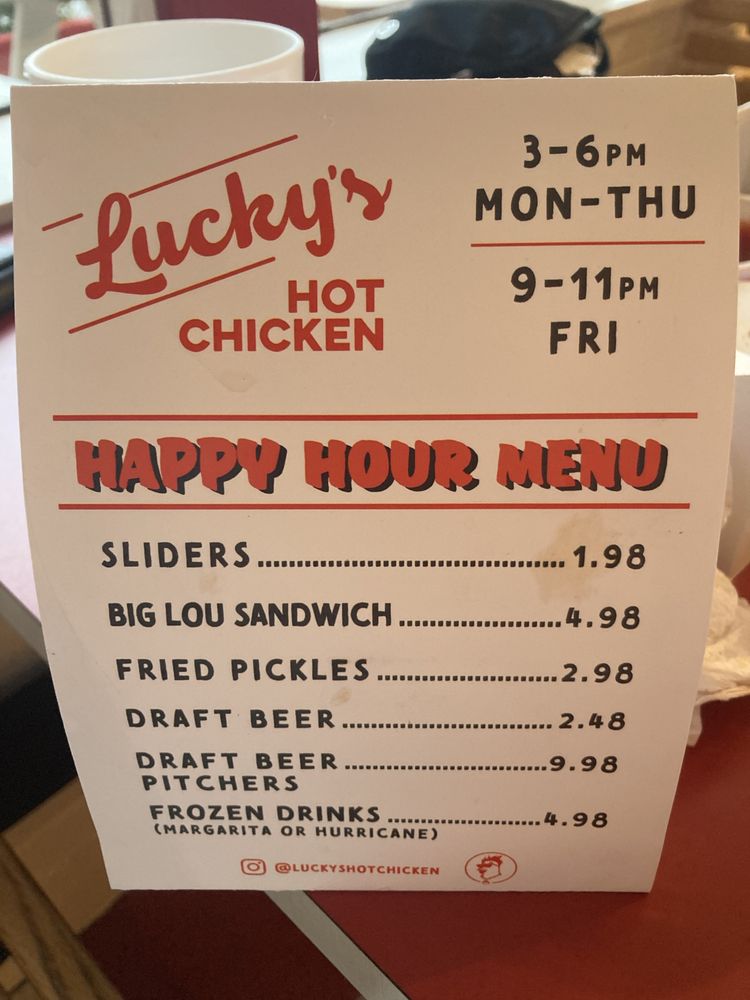 Lucky's
HOT
CHICKEN
3-6PM
MON-THU
9-11PM
FRI
HAPPY HOUR MENU
SLIDERS........................................1.98
BIG LOU SANDWICH......................4.98
FRIED PICKLES.........................2.98
DRAFT BEER.............................2.48
DRAFT BEER............................9.98
PITCHERS
FROZEN DRINKS.....................4.98
(MARGARITA OR HURRICANE)
@LUCKYSHOTCHICKEN